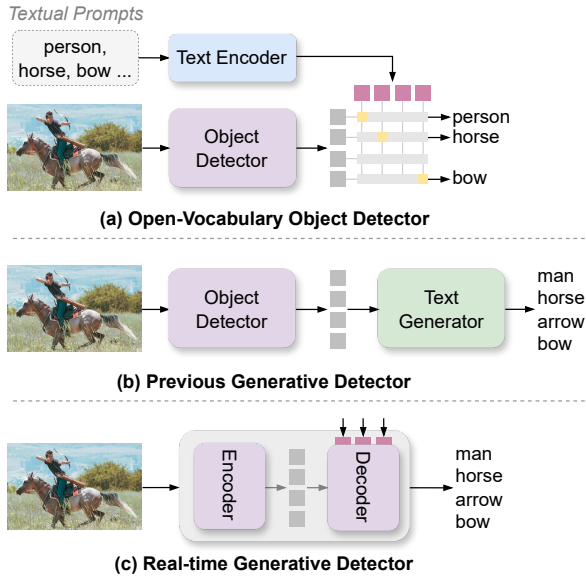 Textual Prompts
person,
horse, bow ...
Text Encoder
Object
Detector
person
horse
bow
(a) Open-Vocabulary Object Detector
Object
Detector
Text
Generator
man
horse
arrow
bow
(b) Previous Generative Detector
Encoder
Decoder
man
horse
arrow
bow
(c) Real-time Generative Detector